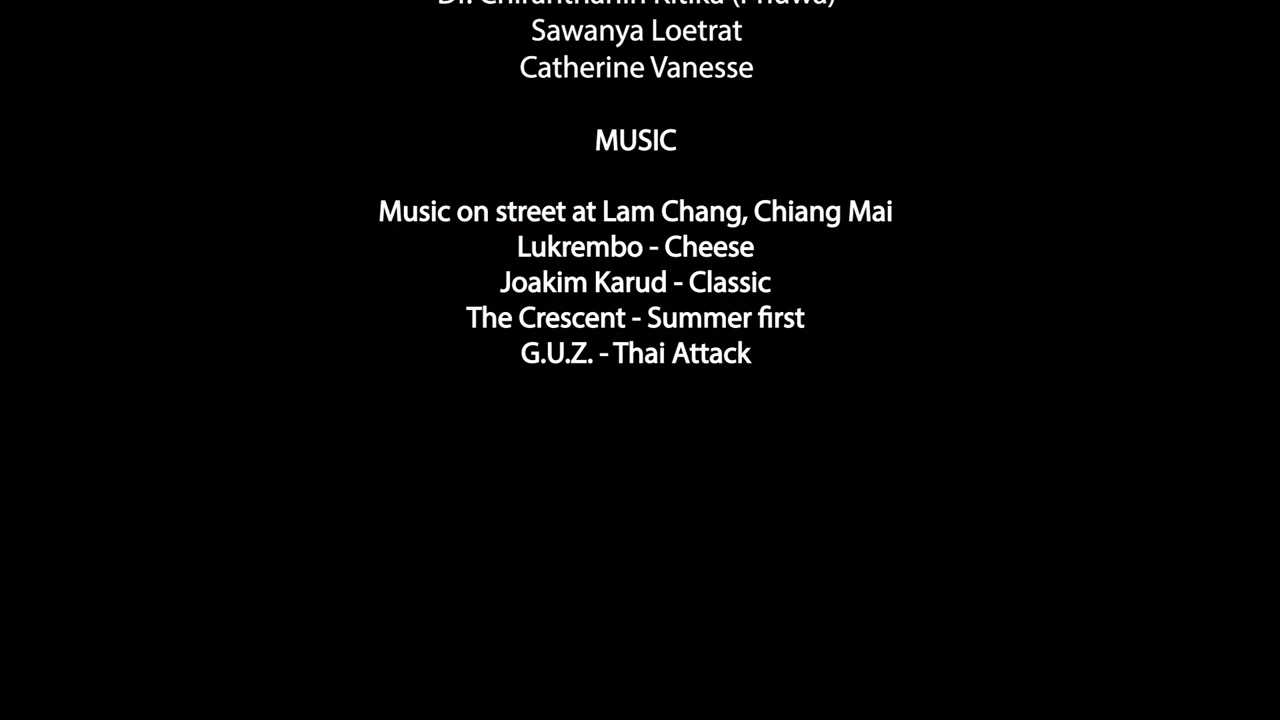 Sawanya Loetrat
Catherine Vanesse
MUSIC
Music on street at Lam Chang, Chiang Mai
Lukrembo - Cheese
Joakim Karud - Classic
The Crescent - Summer first
G.U.Z. - Thai Attack